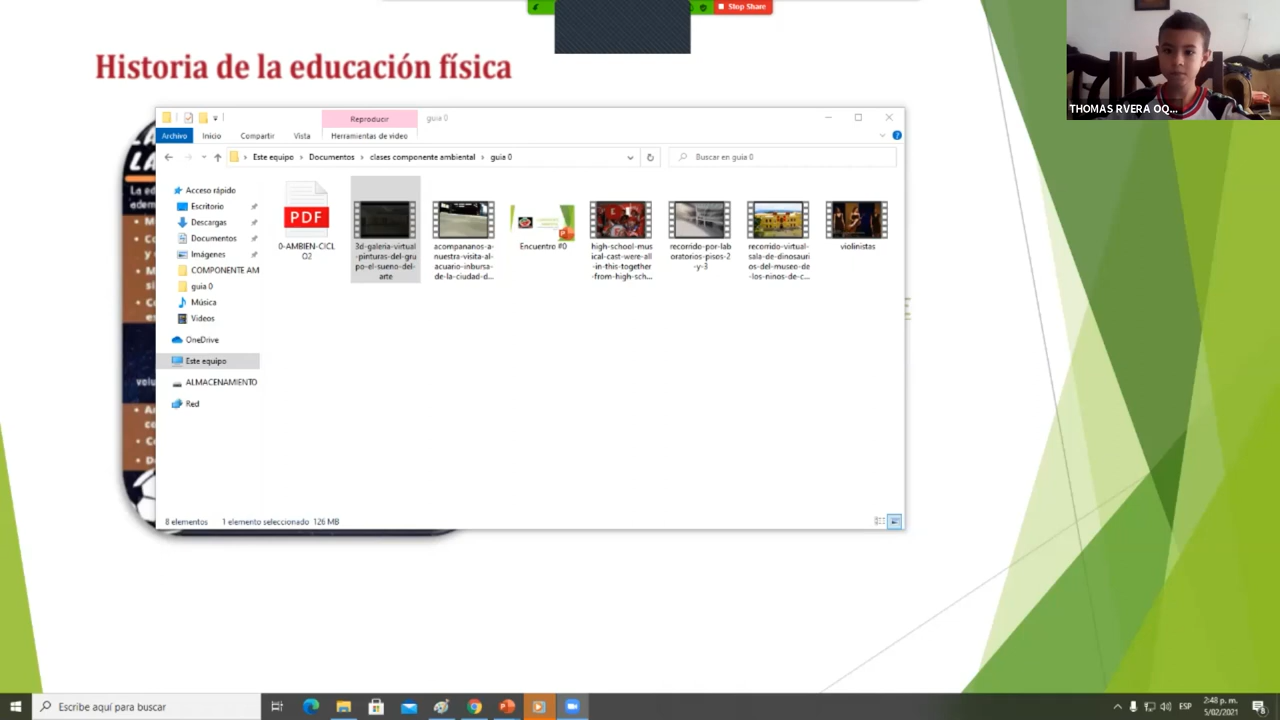 Stop Share
Historia de la educación física
THOMAS RVERA OQ...
Reproducir
guia 0
Archivo
Inicio
Compartir
Vista
Herramientas de video
Este equipo > Documentos > clases componente ambiental > guia 0
Buscar en guia 0
Acceso rápido
Escritorio
Descargas
Documentos
Imágenes
COMPONENTE AM
guia 0
Música
Videos
OneDrive
Este equipo
ALMACENAMIENTO
Red
0-AMBIEN-CICL
O2
PDF
3d-galeria-virtual
-pinturas-del-gru
po-el-sueno-del-
arte
acompananos-a-
nuestra-visita-al-
acuario-inbursa-
de-la-ciudad-d...
Encuentro #0
high-school-mus
ical-cast-were-all
-in-this-together
-from-high-sch...
recorrido-por-lab
oratorios-pisos-2
-y-3
recorrido-virtual-
sala-de-dinosauri
os-del-museo-de
-los-ninos-de-c...
violinistas
8 elementos
1 elemento seleccionado 126 MB
Escribe aquí para buscar
ESP
2:48 p. m.
5/02/2021